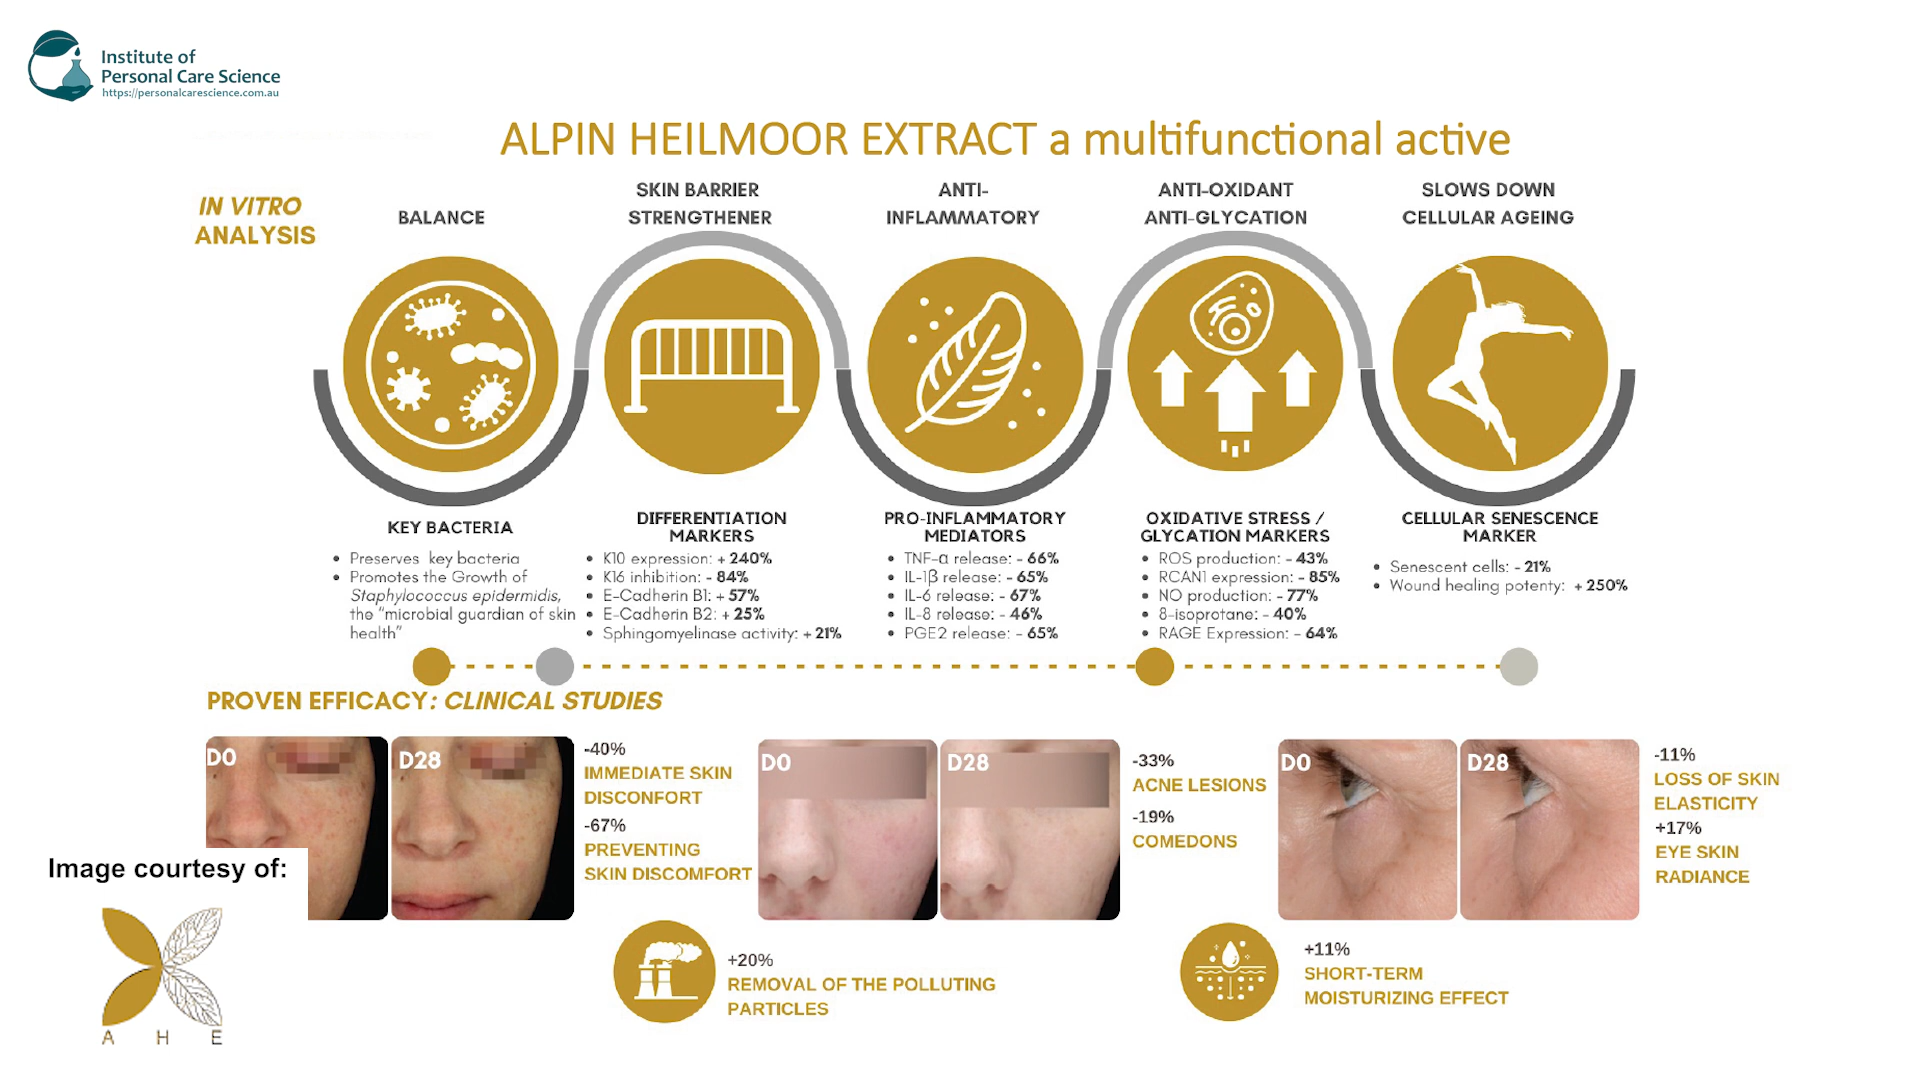 Institute of
Personal Care Science
https://personalcarescience.com.au
ALPIN HEILMOOR EXTRACT a multifunctional active
IN VITRO
ANALYSIS
BALANCE
SKIN BARRIER
STRENGTHENER
ANTI-
INFLAMMATORY
ANTI-OXIDANT
ANTI-GLYCATION
SLOWS DOWN
CELLULAR AGEING
KEY BACTERIA
• Preserves key bacteria
• Promotes the Growth of
Staphylococcus epidermidis,
the "microbial guardian of skin
health"
DIFFERENTIATION
MARKERS
• K10 expression: + 240%
• K16 inhibition: - 84%
• E-Cadherin B1: + 57%
• E-Cadherin B2: + 25%
• Sphingomyelinase activity: + 21%
PRO-INFLAMMATORY
MEDIATORS
• TNF-α release: - 66%
• IL-1β release: - 65%
• IL-6 release: - 67%
• IL-8 release: - 46%
• PGE2 release: - 65%
OXIDATIVE STRESS /
GLYCATION MARKERS
• ROS production: - 43%
• RCAN1 expression: - 85%
• NO production: - 77%
• 8-isoprotane: - 40%
• RAGE Expression: - 64%
CELLULAR SENESCENCE
MARKER
• Senescent cells: - 21%
• Wound healing potenty: + 250%
PROVEN EFFICACY: CLINICAL STUDIES
D0
D28
-40%
IMMEDIATE SKIN
DISCONFORT
-67%
PREVENTING
SKIN DISCOMFORT
D0
D28
-33%
ACNE LESIONS
-19%
COMEDONS
D0
D28
-11%
LOSS OF SKIN
ELASTICITY
+17%
EYE SKIN
RADIANCE
Image courtesy of:
A H E
+20%
REMOVAL OF THE POLLUTING
PARTICLES
+11%
SHORT-TERM
MOISTURIZING EFFECT